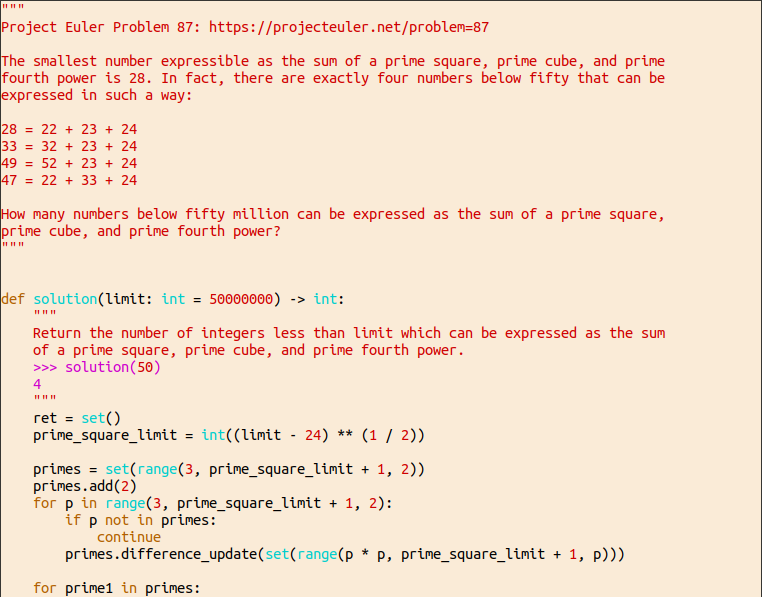 """
Project Euler Problem 87: https://projecteuler.net/problem=87

The smallest number expressible as the sum of a prime square, prime cube, and prime
fourth power is 28. In fact, there are exactly four numbers below fifty that can be
expressed in such a way:

28 = 22 + 23 + 24
33 = 32 + 23 + 24
49 = 52 + 23 + 24
47 = 22 + 33 + 24

How many numbers below fifty million can be expressed as the sum of a prime square,
prime cube, and prime fourth power?
"""


def solution(limit: int = 50000000) -> int:
    """
    Return the number of integers less than limit which can be expressed as the sum
    of a prime square, prime cube, and prime fourth power.
    >>> solution(50)
    4
    """
    ret = set()
    prime_square_limit = int((limit - 24) ** (1 / 2))

    primes = set(range(3, prime_square_limit + 1, 2))
    primes.add(2)
    for p in range(3, prime_square_limit + 1, 2):
        if p not in primes:
            continue
        primes.difference_update(set(range(p * p, prime_square_limit + 1, p)))

    for prime1 in primes: